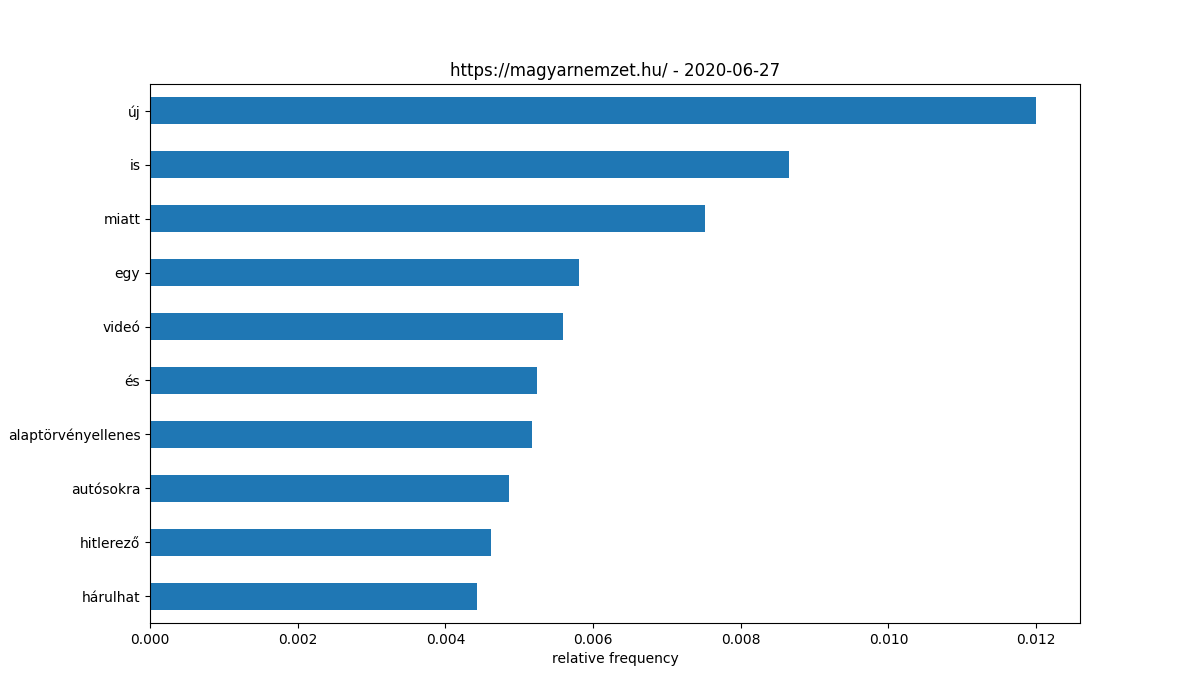 https://magyarnemzet.hu/ - 2020-06-27
új
is
miatt
egy
videó
és
alaptörvényellenes
autósokra
hitlerező
hárulhat
0.000 0.002 0.004 0.006 0.008 0.010 0.012
relative frequency